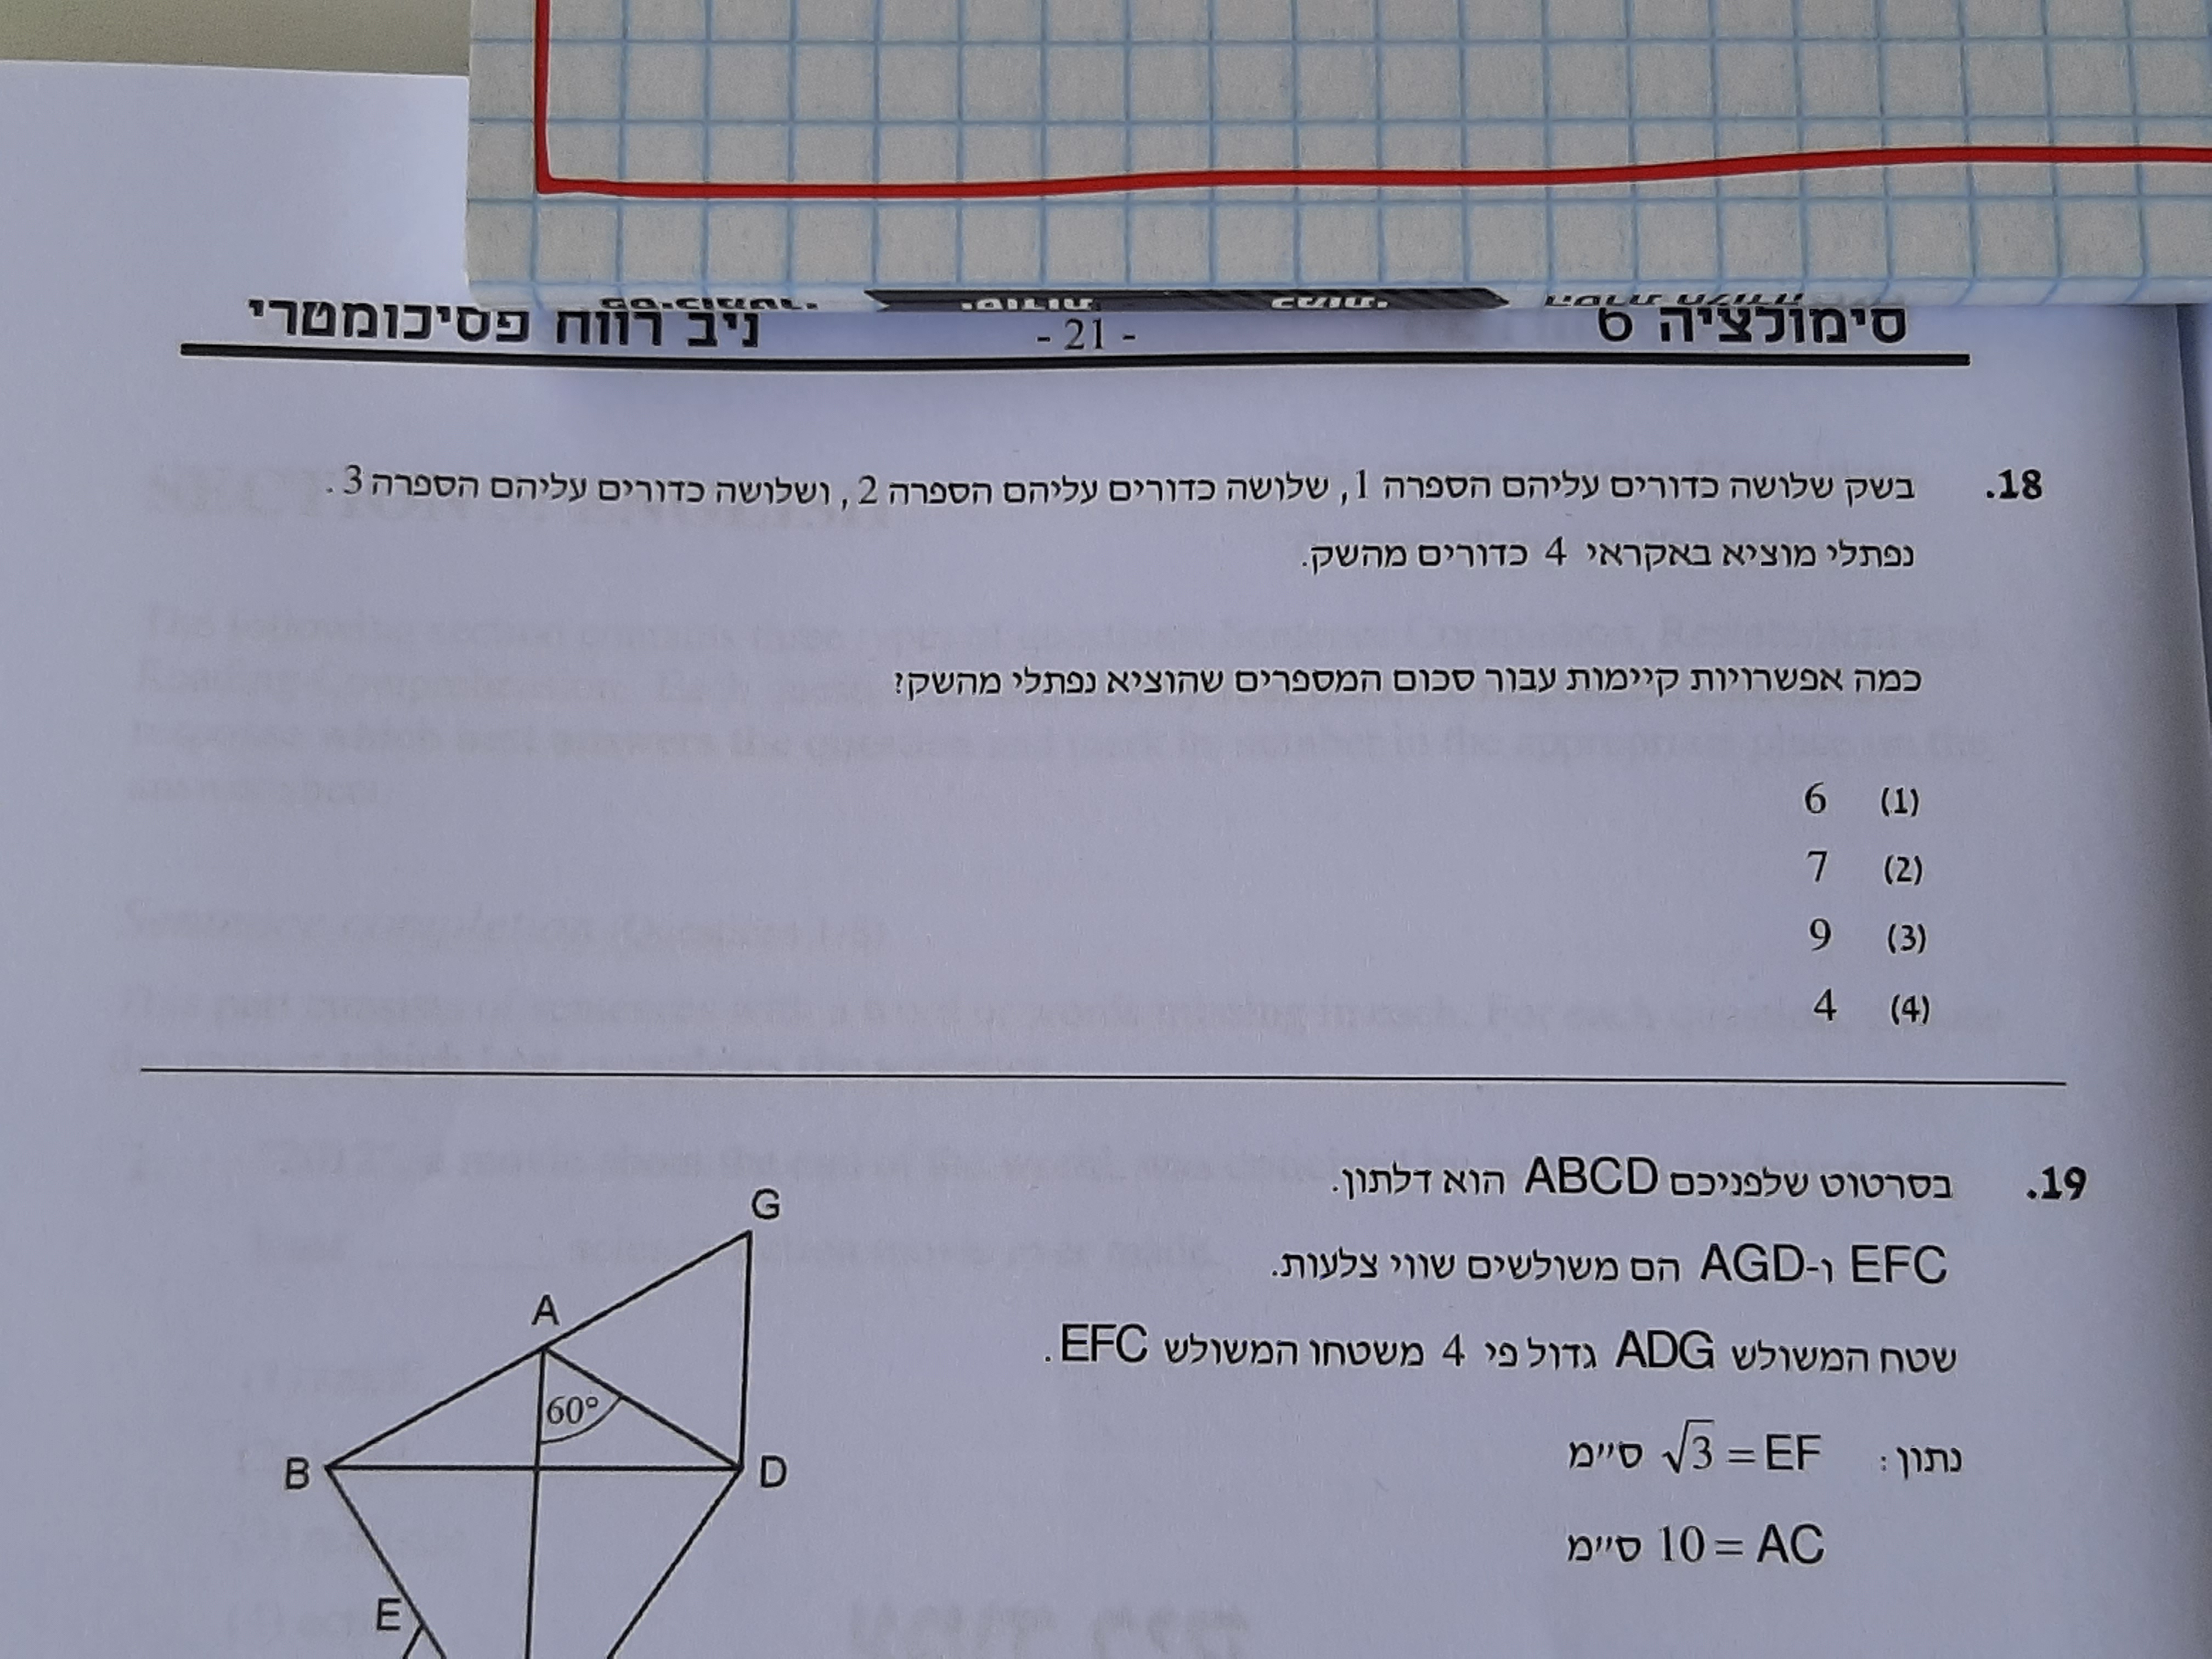 סימולציה 6
- 21 -
ניב רווח פסיכומטרי
18. בשק שלושה כדורים עליהם הספרה 1, שלושה כדורים עליהם הספרה 2, ושלושה כדורים עליהם הספרה 3.
נפתלי מוציא באקראי 4 כדורים מהשק.
כמה אפשרויות קיימות עבור סכום המספרים שהוציא נפתלי מהשק?
(1) 6
(2) 7
(3) 9
(4) 4
19. בסרטוט שלפניכם ABCD הוא דלתון.
EFC ו-AGD הם משולשים שווי צלעות.
שטח המשולש ADG גדול פי 4 משטחו המשולש EFC.
נתון: EF = √3 ס״מ
AC = 10 ס״מ
G
A
60°
B
D
E